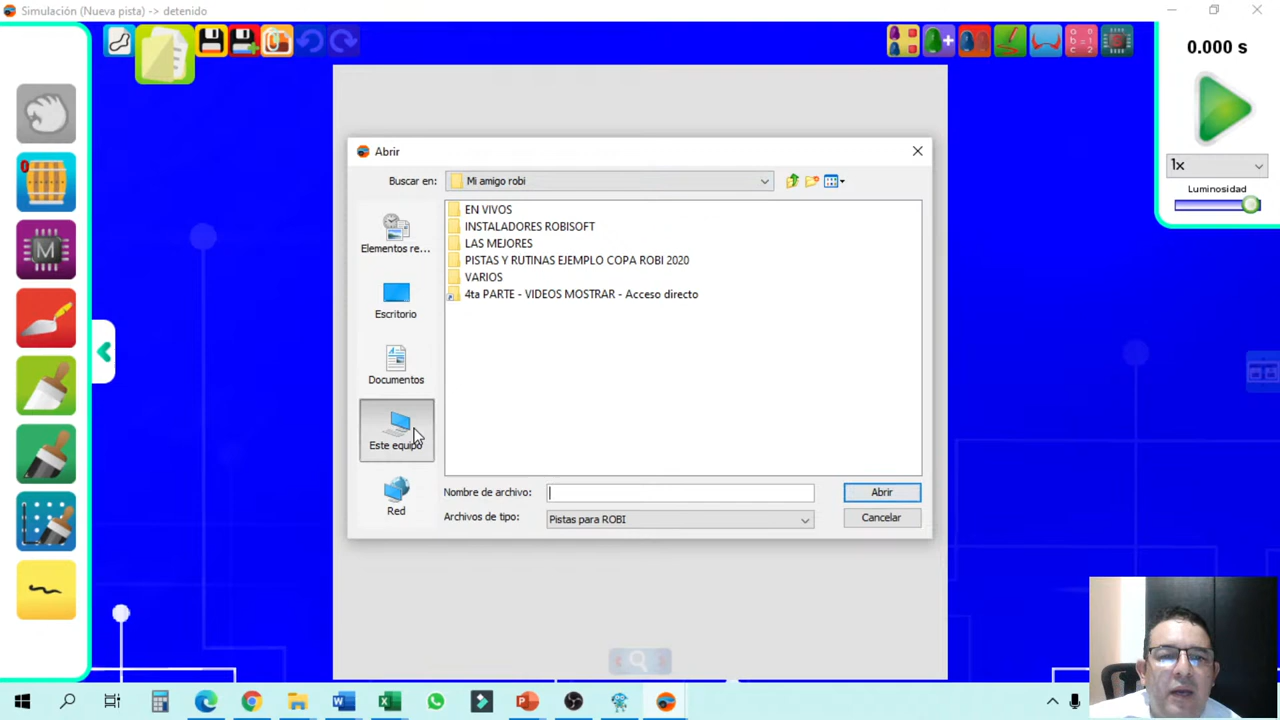 Simulación (Nueva pista) -> detenido
0.000 s
1×
Luminosidad
Abrir
Buscar en:
Mi amigo robi
EN VIVOS
INSTALADORES ROBISOFT
LAS MEJORES
PISTAS Y RUTINAS EJEMPLO COPA ROBI 2020
VARIOS
4ta PARTE - VIDEOS MOSTRAR - Acceso directo
Elementos re...
Escritorio
Documentos
Este equipo
Red
Nombre de archivo:
Abrir
Archivos de tipo:
Pistas para ROBI
Cancelar